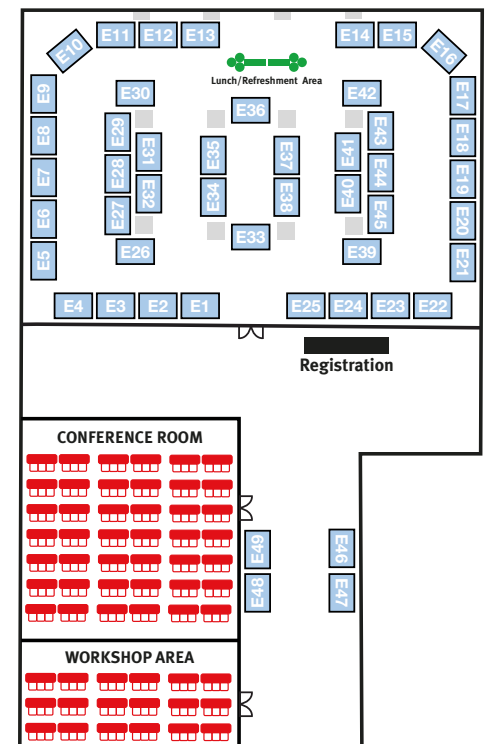 E11 E12 E13 E14 E15
E10 E16
Lunch/Refreshment Area
E9 E30 E42 E17
E36
E8 E29 E31 E35 E37 E41 E43 E18
E7 E28 E32 E34 E38 E40 E44 E19
E6 E27 E45 E20
E33
E5 E26 E39 E21
E4 E3 E2 E1 E25 E24 E23 E22
Registration
CONFERENCE ROOM
E49 E46
E48 E47
WORKSHOP AREA